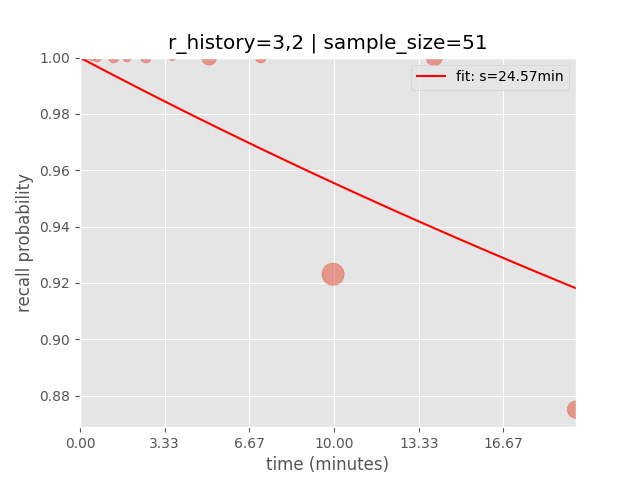 r_history=3,2 | sample_size=51
fit: s=24.57min
1.00
0.98
0.96
0.94
0.92
0.90
0.88
recall probability
0.00 3.33 6.67 10.00 13.33 16.67
time (minutes)